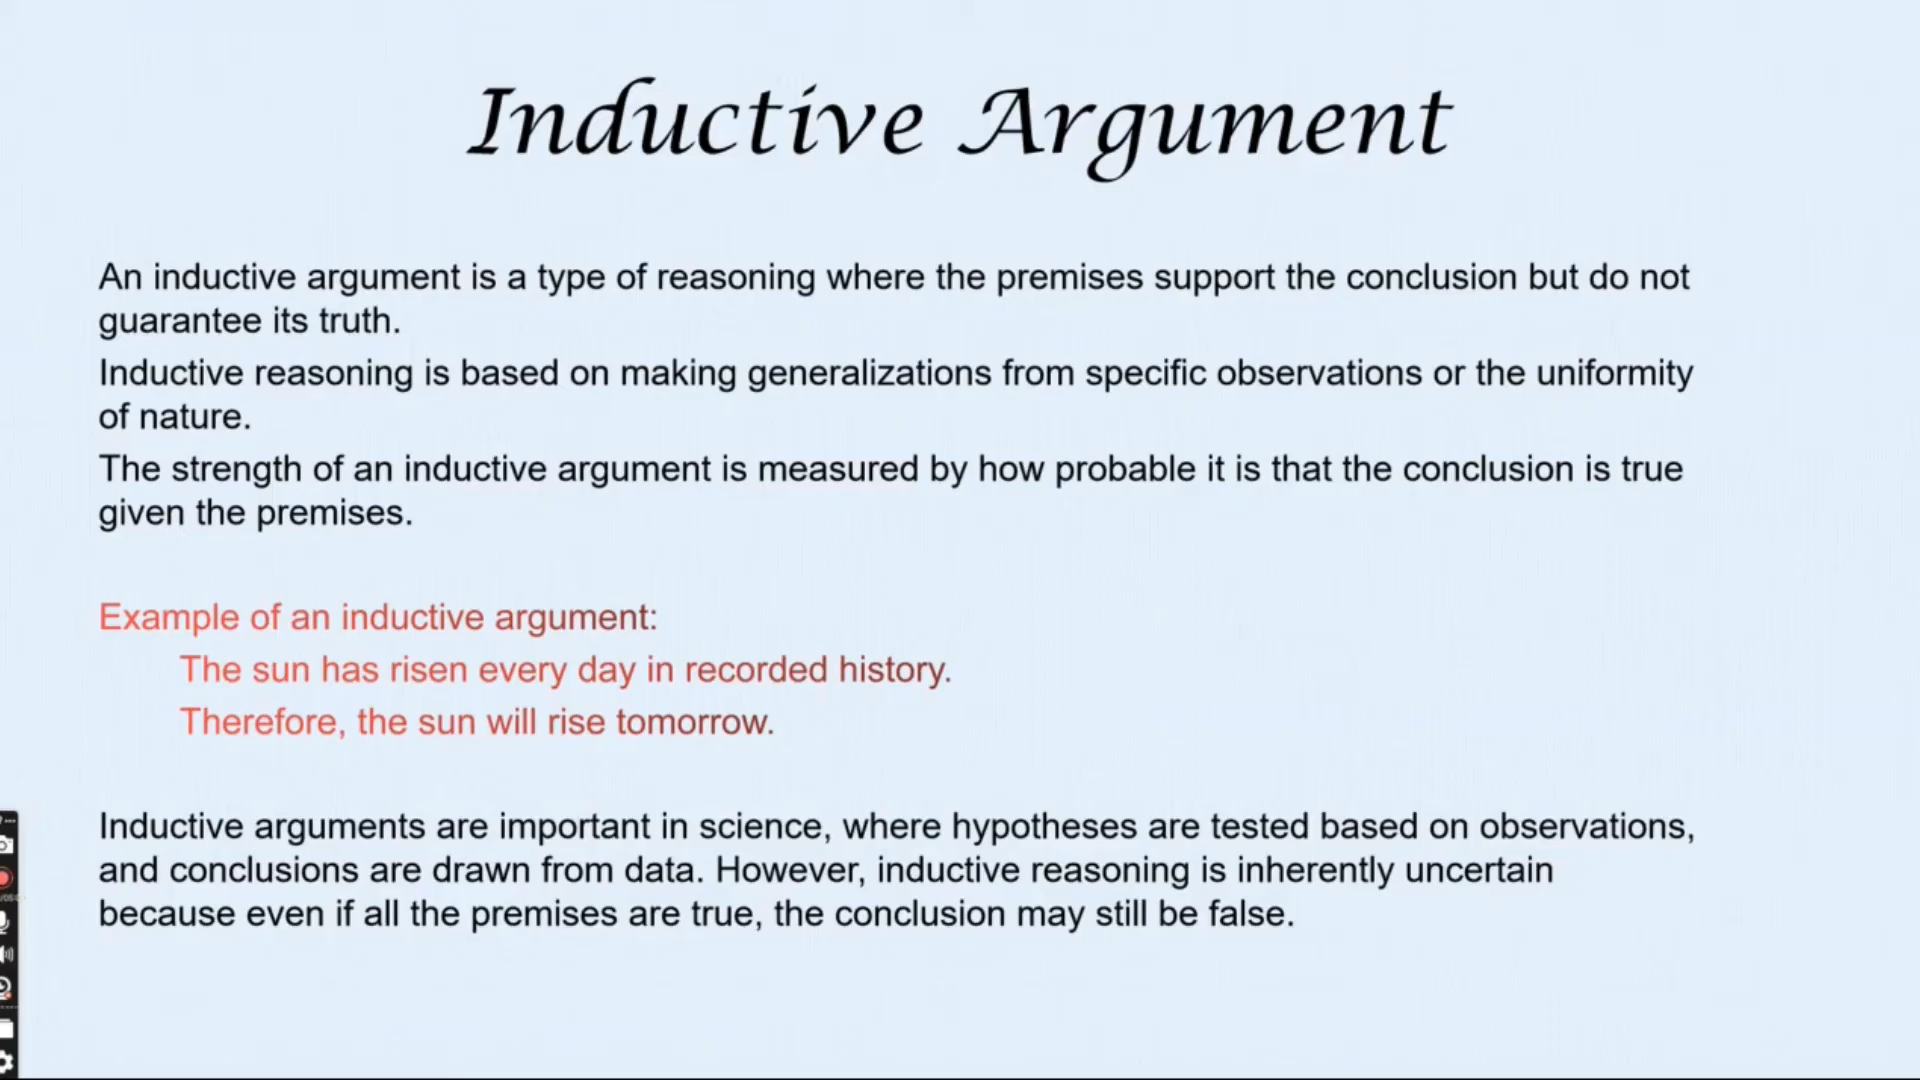 Inductive Argument
An inductive argument is a type of reasoning where the premises support the conclusion but do not
guarantee its truth.
Inductive reasoning is based on making generalizations from specific observations or the uniformity
of nature.
The strength of an inductive argument is measured by how probable it is that the conclusion is true
given the premises.
Example of an inductive argument:
The sun has risen every day in recorded history.
Therefore, the sun will rise tomorrow.
Inductive arguments are important in science, where hypotheses are tested based on observations,
and conclusions are drawn from data. However, inductive reasoning is inherently uncertain
because even if all the premises are true, the conclusion may still be false.